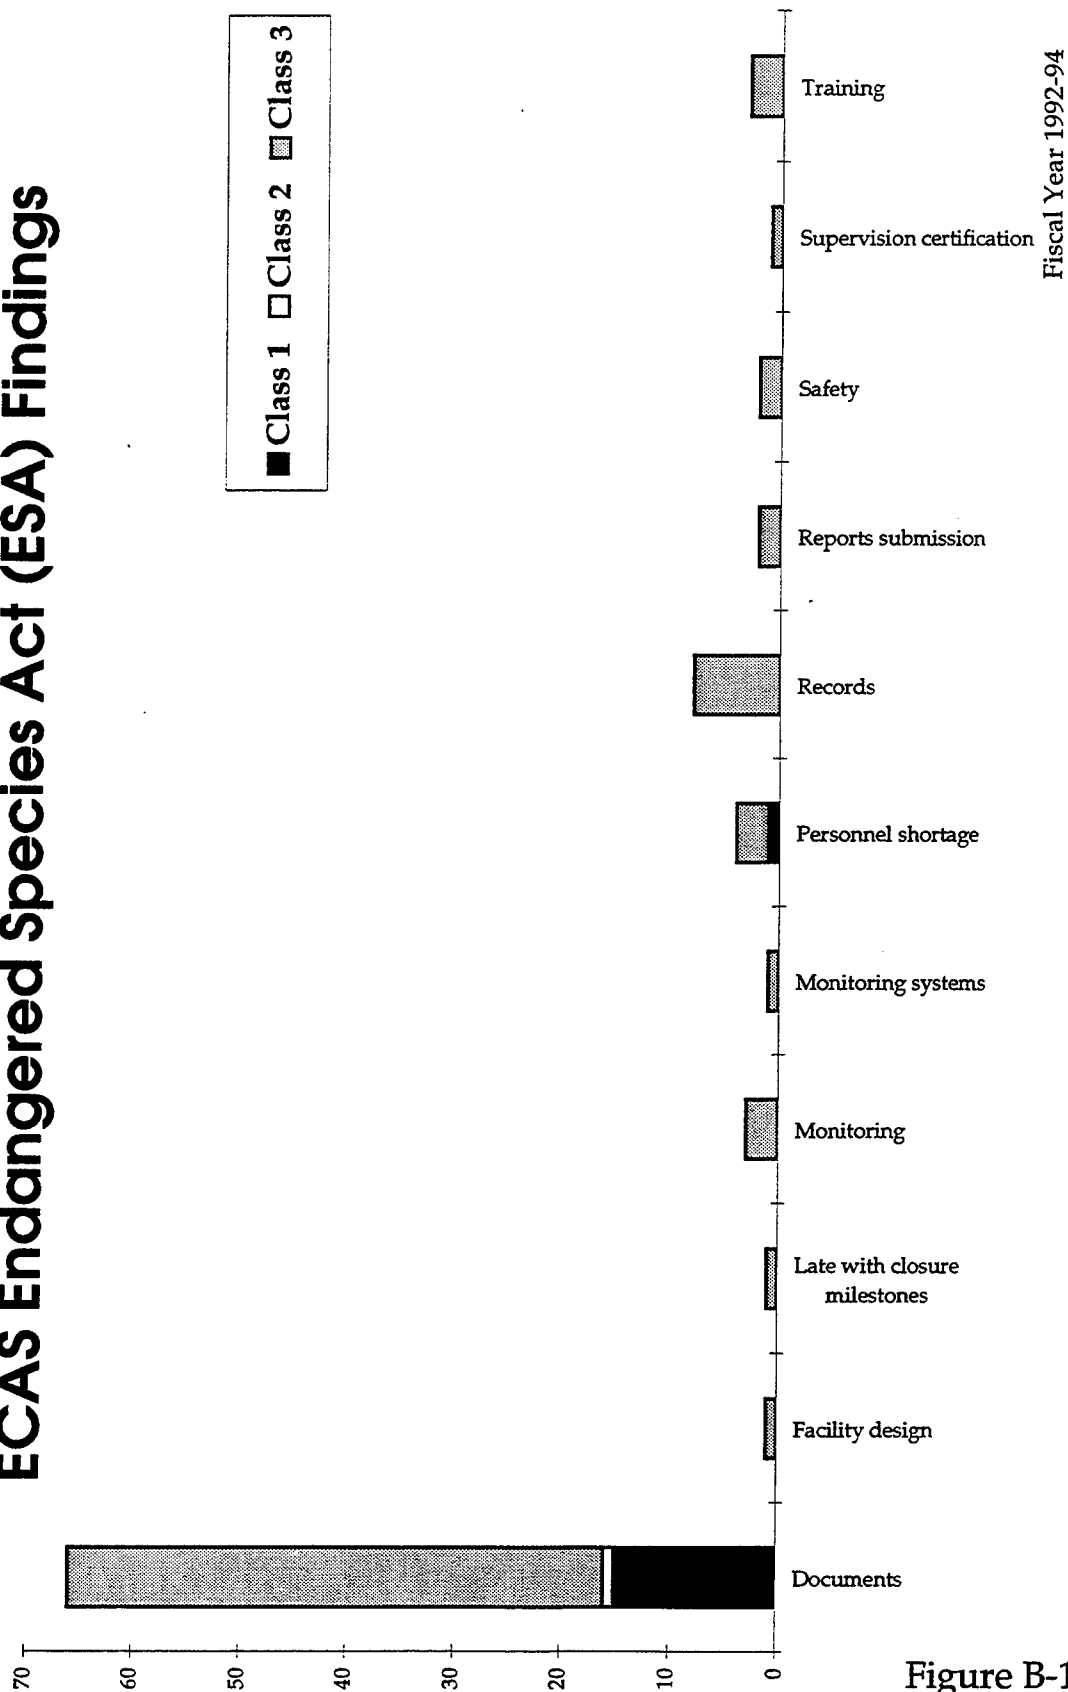 ECAS Endangered Species Act (ESA) Findings
Class 1 Class 2 Class 3
70
60
50
40
30
20
10
0
Documents
Facility design
Late with closure
milestones
Monitoring
Monitoring systems
Personnel shortage
Records
Reports submission
Safety
Supervision certification
Training
Fiscal Year 1992-94
Figure B-1